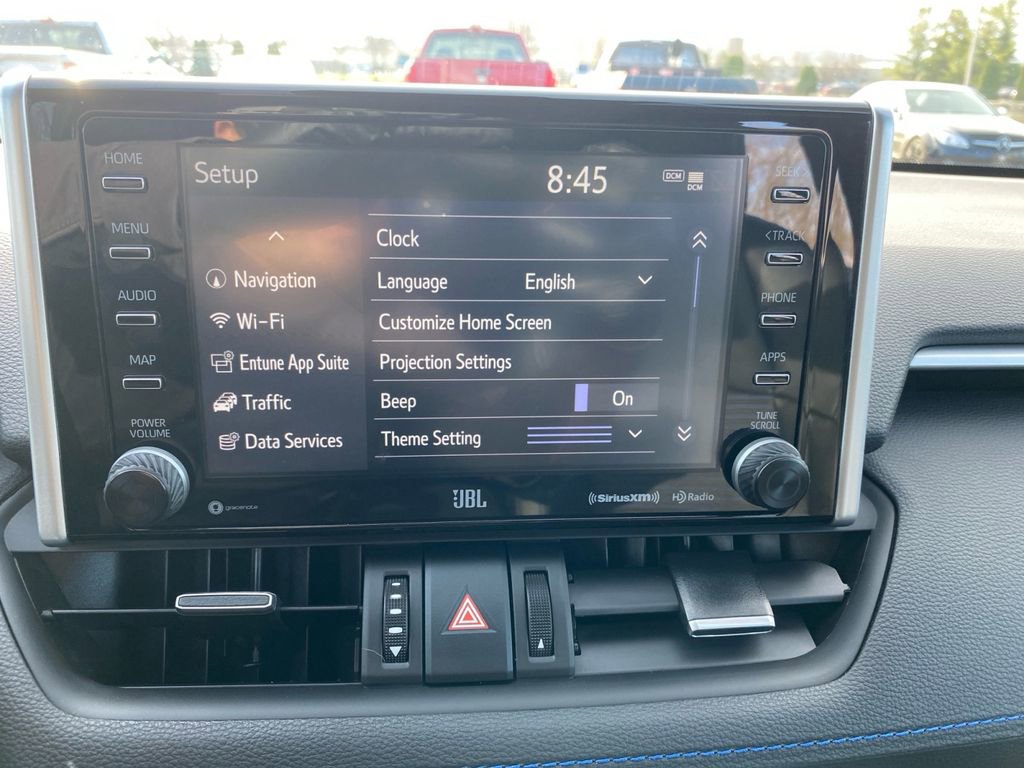 HOME
MENU
AUDIO
MAP
POWER
VOLUME
Setup
8:45
DCM
DCM
Navigation
Wi-Fi
Entune App Suite
Traffic
Data Services
Clock
Language English
Customize Home Screen
Projection Settings
Beep On
Theme Setting
SEEK>
<TRACK
PHONE
APPS
TUNE
SCROLL
gracenote
JBL
SiriusXM
HD Radio